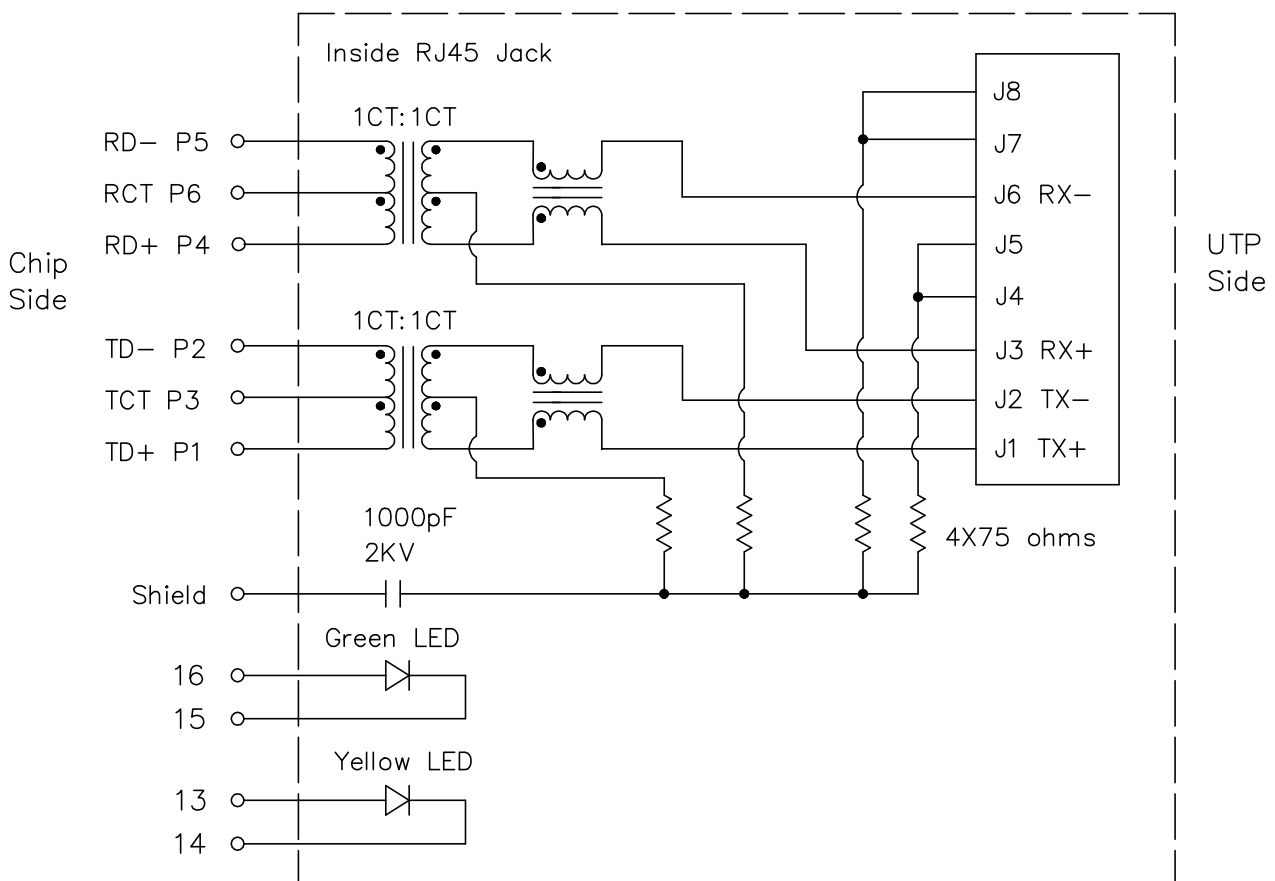 Inside RJ45 Jack
1CT:1CT
RD- P5
RCT P6
RD+ P4
Chip
Side
1CT:1CT
TD- P2
TCT P3
TD+ P1
J8
J7
J6 RX-
J5
J4
J3 RX+
J2 TX-
J1 TX+
UTP
Side
1000pF
2KV
4X75 ohms
Shield
Green LED
16
15
Yellow LED
13
14